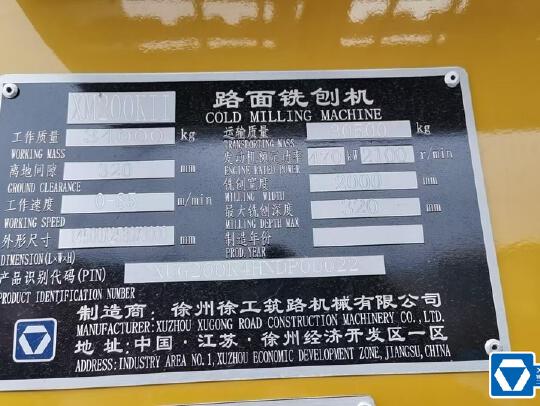 XM200KII 路面铣刨机
COLD MILLING MACHINE
工作质量 kg 运输质量 30600 kg
WORKING MASS TRANSPORTING MASS
离地间隙 320 mm 发动机额定功率 470 kW 2100 r/min
GROUND CLEARANCE ENGINE RATED POWER
工作速度 0-85 m/min 铣刨宽度 2000 mm
WORKING SPEED MILLING WIDTH
外形尺寸 mm 最大铣刨深度 320 mm
DIMENSION(L×W×H) MILLING DEPTH MAX
制造年份
PROD.YEAR
产品识别代码(PIN)
PRODUCT IDENTIFICATION NUMBER
制造商: 徐州徐工筑路机械有限公司
MANUFACTURER: XUZHOU XUGONG ROAD CONSTRUCTION MACHINERY CO., LTD.
地 址: 中国·江苏·徐州经济开发区一区
ADDRESS: INDUSTRY AREA NO.1, XUZHOU ECONOMIC DEVELOPMENT ZONE, JIANGSU, CHINA